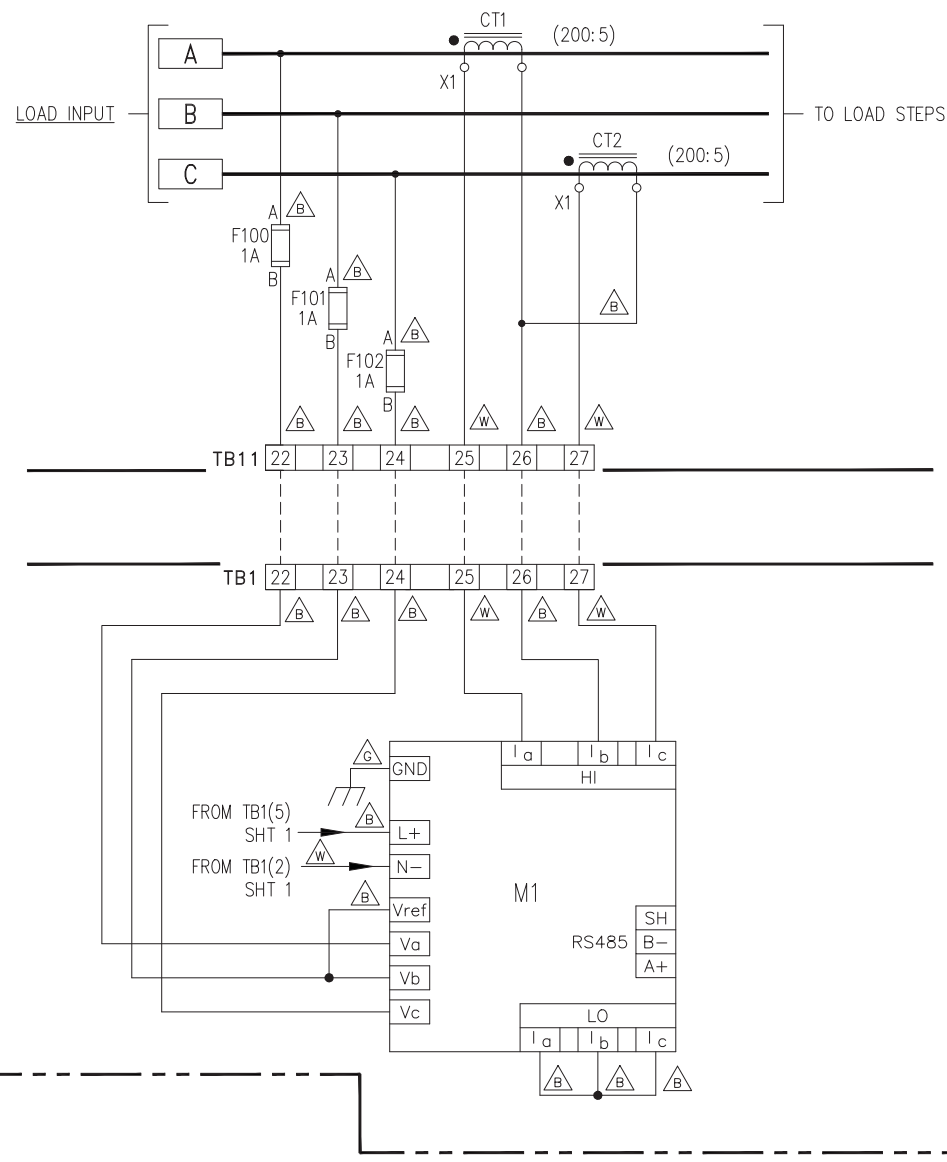 CT1
(200:5)
A
X1
LOAD INPUT
B
TO LOAD STEPS
CT2
(200:5)
C
X1
A
B
F100
1A
B
A
B
F101
1A
B
B
A
B
F102
1A
B
B
B
B
W
B
W
TB11
22
23
24
25
26
27
TB1
22
23
24
25
26
27
B
B
B
W
B
W
Ia
Ib
Ic
HI
G
GND
FROM TB1(5)
SHT 1
B
L+
FROM TB1(2)
SHT 1
W
N-
M1
B
Vref
Va
Vb
Vc
RS485
SH
B-
A+
LO
Ia
Ib
Ic
B
B
B